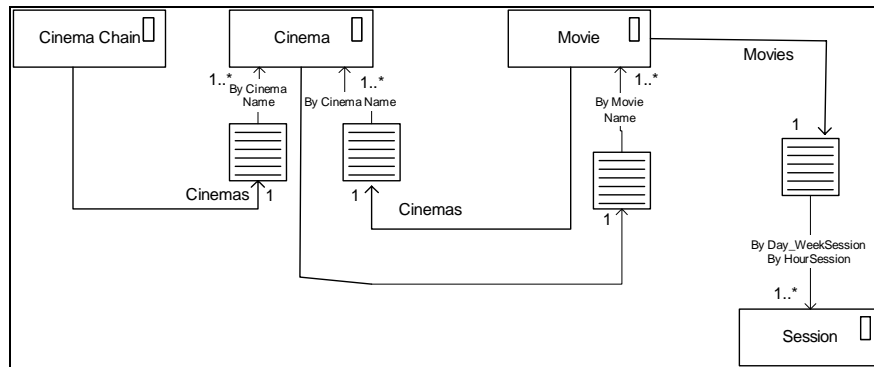 Cinema Chain
Cinema
Movie
Movies
1..*
1..*
1..*
By Cinema
Name
By Cinema Name
By Movie
Name
1
Cinemas
1
1
Cinemas
1
By Day_WeekSession
By HourSession
1..*
Session